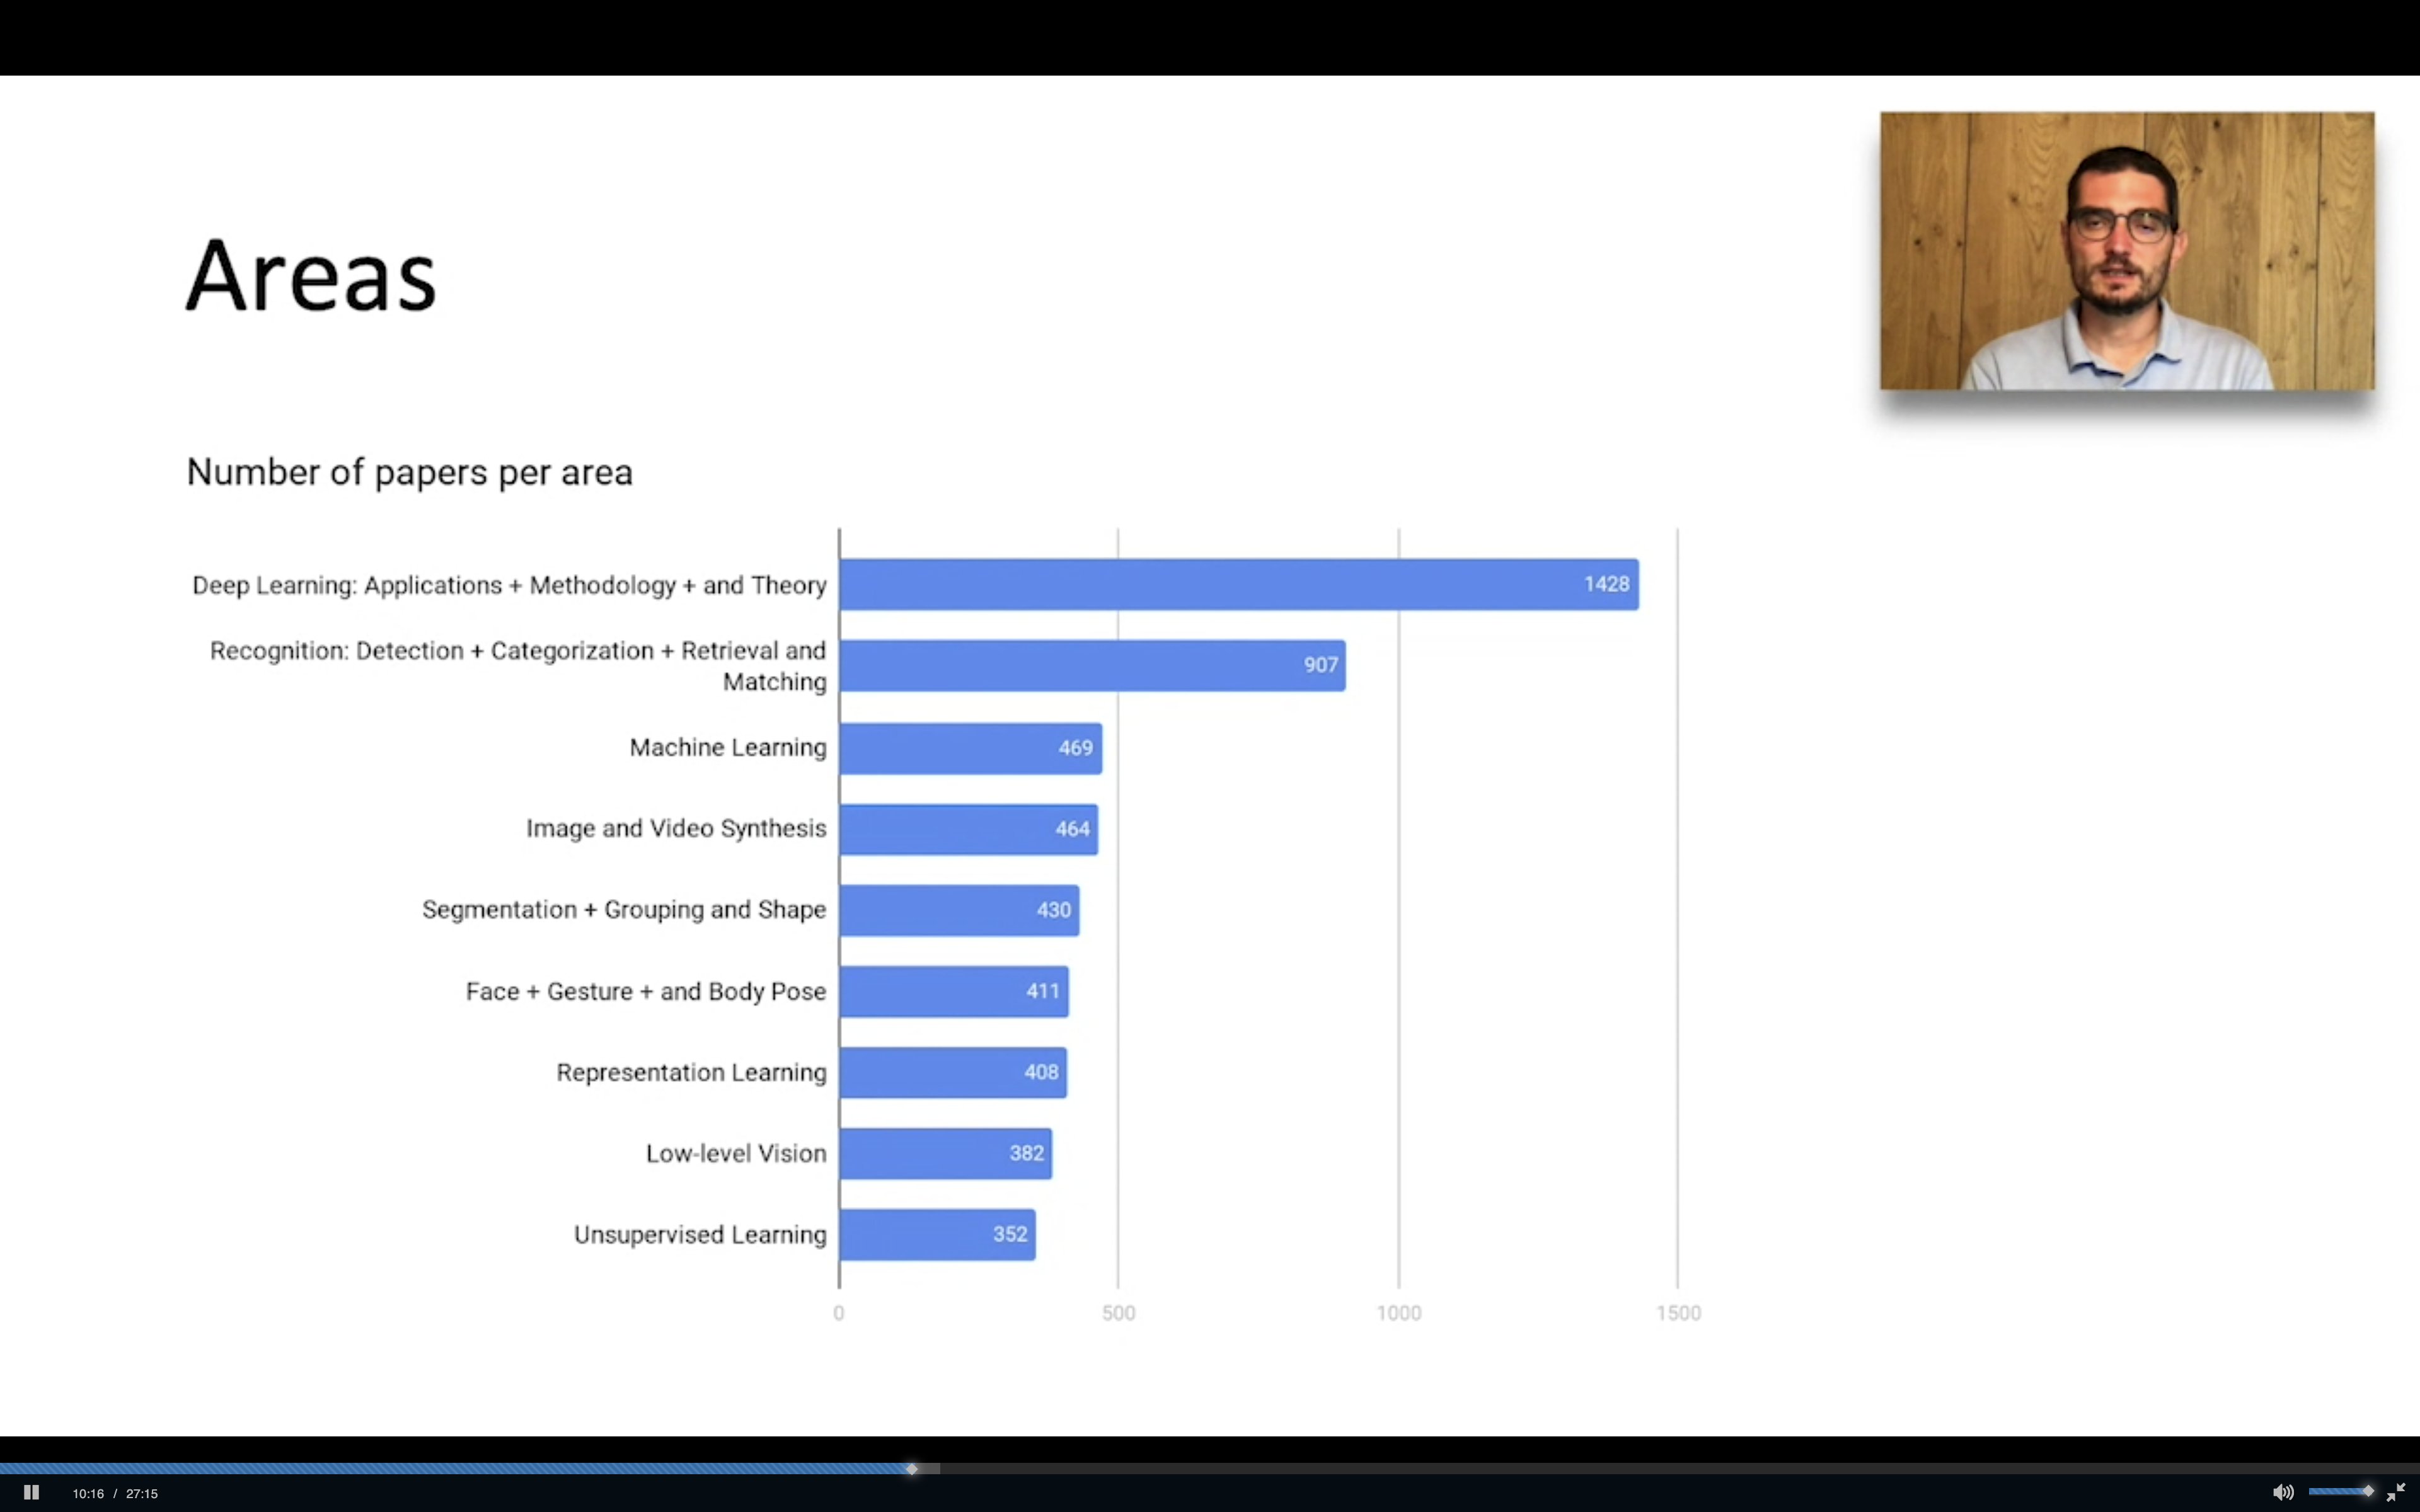 Areas
Number of papers per area
Deep Learning: Applications + Methodology + and Theory
1428
Recognition: Detection + Categorization + Retrieval and
Matching
907
Machine Learning
469
Image and Video Synthesis
464
Segmentation + Grouping and Shape
430
Face + Gesture + and Body Pose
411
Representation Learning
408
Low-level Vision
382
Unsupervised Learning
352
0
500
1000
1500
10:16 / 27:15